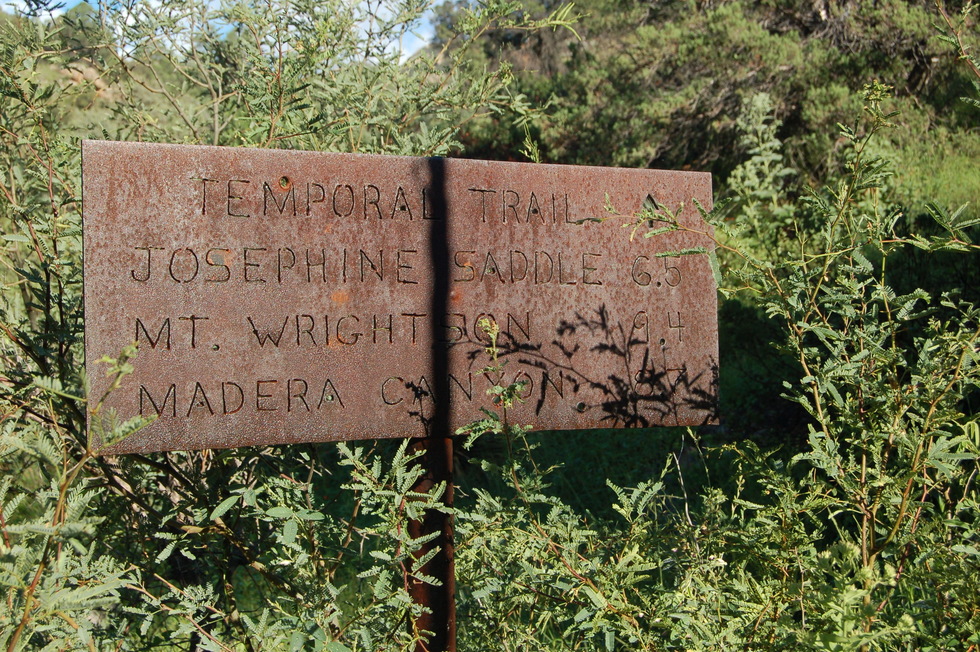 TEMPORAL TRAIL
JOSEPHINE SADDLE 6.5
MT. WRIGHTSON 9.4
MADERA CANYON